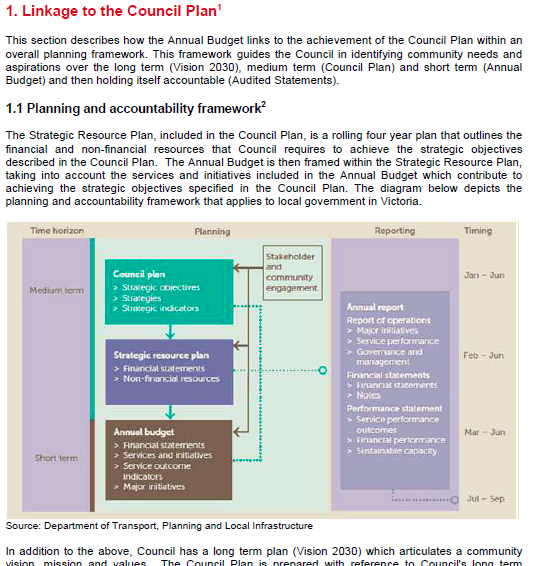 1. Linkage to the Council Plan¹
This section describes how the Annual Budget links to the achievement of the Council Plan within an
overall planning framework. This framework guides the Council in identifying community needs and
aspirations over the long term (Vision 2030), medium term (Council Plan) and short term (Annual
Budget) and then holding itself accountable (Audited Statements).
1.1 Planning and accountability framework²
The Strategic Resource Plan, included in the Council Plan, is a rolling four year plan that outlines the
financial and non-financial resources that Council requires to achieve the strategic objectives
described in the Council Plan. The Annual Budget is then framed within the Strategic Resource Plan,
taking into account the services and initiatives included in the Annual Budget which contribute to
achieving the strategic objectives specified in the Council Plan. The diagram below depicts the
planning and accountability framework that applies to local government in Victoria.
Time horizon
Planning
Reporting
Timing
Stakeholder
and
community
engagement
Medium term
Council plan
> Strategic objectives
> Strategies
> Strategic indicators
Jan – Jun
Strategic resource plan
> Financial statements
> Non-financial resources
Feb – Jun
Short term
Annual budget
> Financial statements
> Services and initiatives
> Service outcome
indicators
> Major initiatives
Mar – Jun
Annual report
Report of operations
> Major initiatives
> Service performance
> Governance and
management
Financial statements
> Financial statements
> Notes
Performance statement
> Service performance
outcomes
> Financial performance
> Sustainable capacity
Jul – Sep
Source: Department of Transport, Planning and Local Infrastructure
In addition to the above, Council has a long term plan (Vision 2030) which articulates a community
vision, mission and values. The Council Plan is prepared with reference to Council's long term